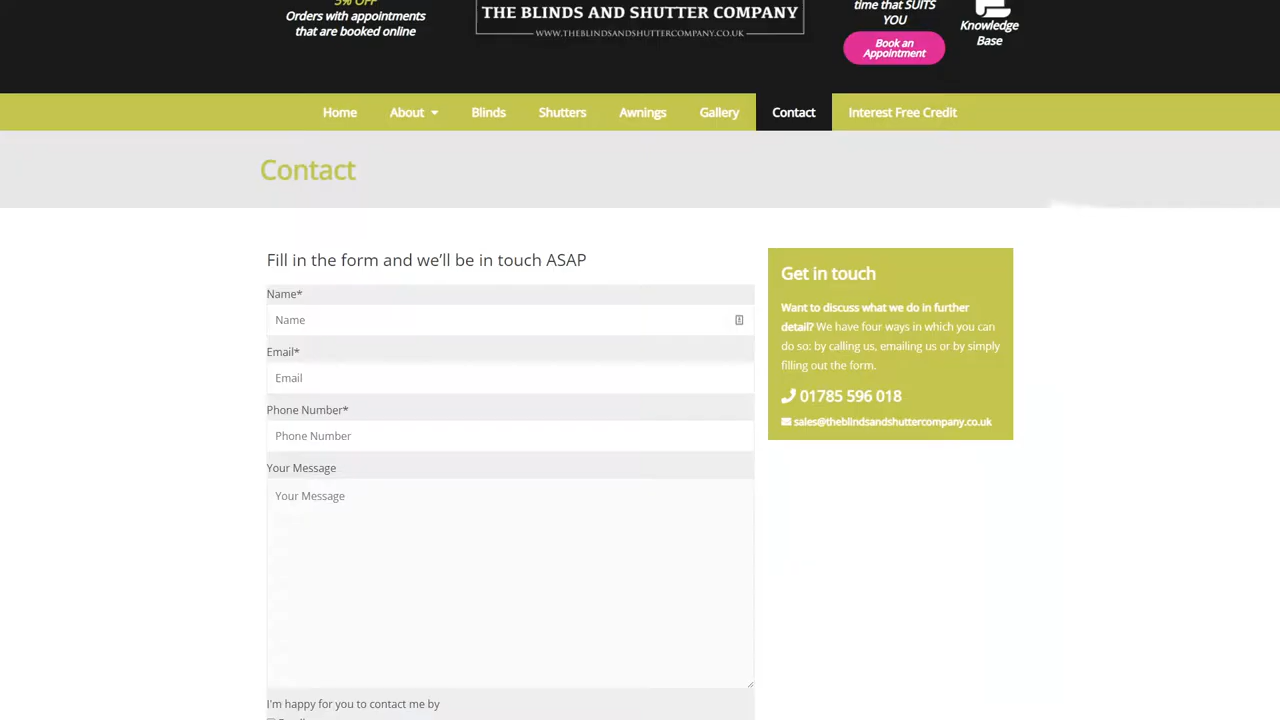 5% OFF
Orders with appointments
that are booked online
THE BLINDS AND SHUTTER COMPANY
WWW.THEBLINDSANDSHUTTERCOMPANY.CO.UK
time that SUITS
YOU
Book an
Appointment
Knowledge
Base
Home
About
Blinds
Shutters
Awnings
Gallery
Contact
Interest Free Credit
Contact
Fill in the form and we’ll be in touch ASAP
Name*
Name
Email*
Email
Phone Number*
Phone Number
Your Message
Your Message
I'm happy for you to contact me by
Get in touch
Want to discuss what we do in further
detail? We have four ways in which you can
do so: by calling us, emailing us or by simply
filling out the form.
01785 596 018
sales@theblindsandshuttercompany.co.uk